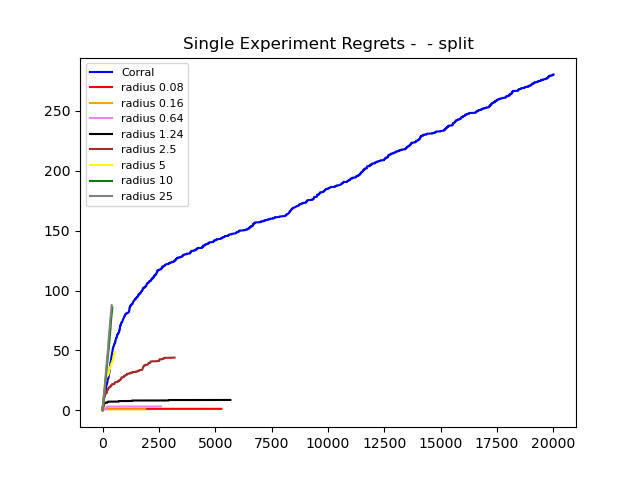 Single Experiment Regrets -  - split
Corral
radius 0.08
radius 0.16
radius 0.64
radius 1.24
radius 2.5
radius 5
radius 10
radius 25
250
200
150
100
50
0
0 2500 5000 7500 10000 12500 15000 17500 20000